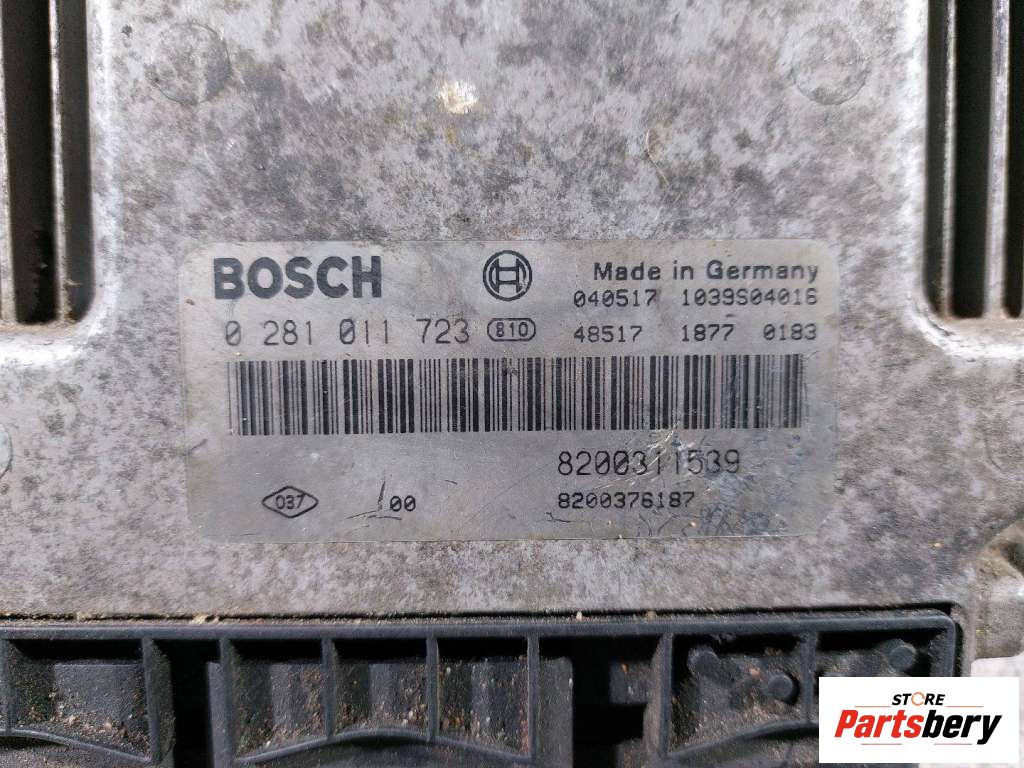 BOSCH
Made in Germany
040517 1039S04016
0 281 011 723 810
48517 1877 0183
8200311539
037 00
8200376187
STORE
Partsbery